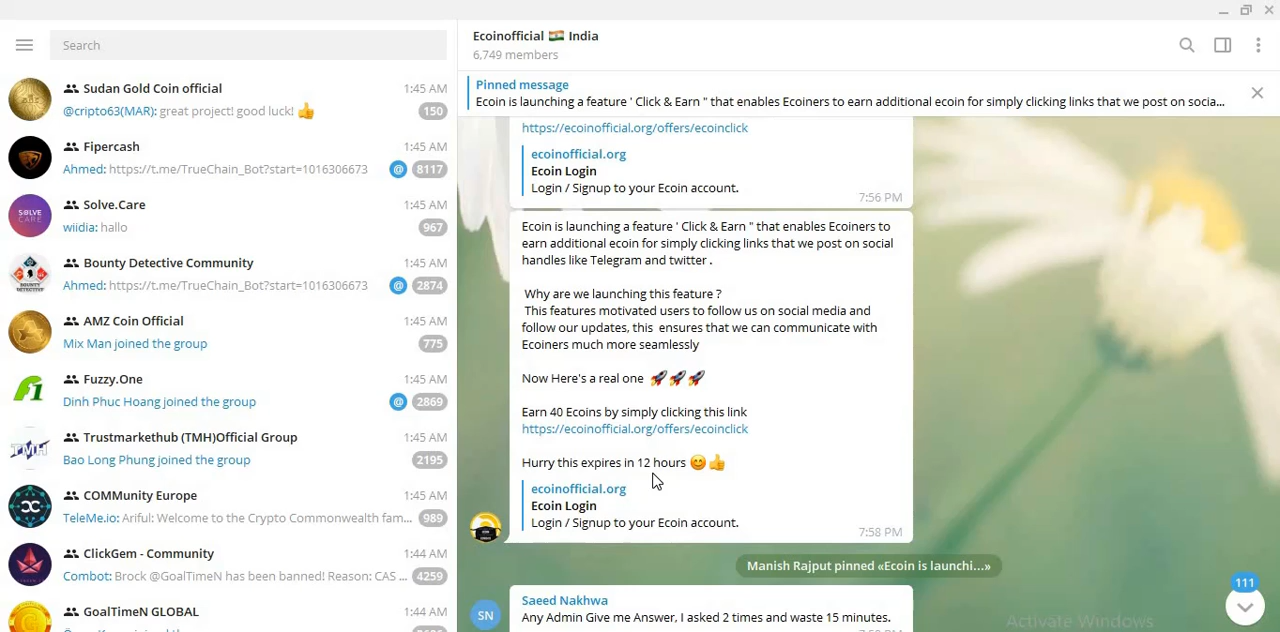 Search
Sudan Gold Coin official 1:45 AM
@cripto63(MAR): great project! good luck! 👍 150
Fipercash 1:45 AM
Ahmed: https://t.me/TrueChain_Bot?start=1016306673 @ 8117
SOLVE CARE
Solve.Care 1:45 AM
wiidia: hallo 967
BOUNTY DETECTIVE
Bounty Detective Community 1:45 AM
Ahmed: https://t.me/TrueChain_Bot?start=1016306673 @ 2874
AMZ Coin Official 1:45 AM
Mix Man joined the group 775
Fuzzy.One 1:45 AM
Dinh Phuc Hoang joined the group @ 2869
TMH
Trustmarkethub (TMH)Official Group 1:45 AM
Bao Long Phung joined the group 2195
COMMunity Europe 1:45 AM
TeleMe.io: Ariful: Welcome to the Crypto Commonwealth fam... 989
ClickGem - Community 1:44 AM
Combot: Brock @GoalTimeN has been banned! Reason: CAS ... 4259
GoalTimeN GLOBAL 1:44 AM
Ecoinofficial 🇮🇳 India
6,749 members
Pinned message
Ecoin is launching a feature ' Click & Earn " that enables Ecoiners to earn additional ecoin for simply clicking links that we post on socia...
https://ecoinofficial.org/offers/ecoinclick
ecoinofficial.org
Ecoin Login
Login / Signup to your Ecoin account.
7:56 PM
Ecoin is launching a feature ' Click & Earn " that enables Ecoiners to
earn additional ecoin for simply clicking links that we post on social
handles like Telegram and twitter .
Why are we launching this feature ?
This features motivated users to follow us on social media and
follow our updates, this ensures that we can communicate with
Ecoiners much more seamlessly
Now Here's a real one 🚀🚀🚀
Earn 40 Ecoins by simply clicking this link
https://ecoinofficial.org/offers/ecoinclick
Hurry this expires in 12 hours 😊👍
ecoinofficial.org
Ecoin Login
Login / Signup to your Ecoin account.
7:58 PM
Manish Rajput pinned «Ecoin is launchi...»
SN
Saeed Nakhwa
Any Admin Give me Answer, I asked 2 times and waste 15 minutes.
111
Activate Windows